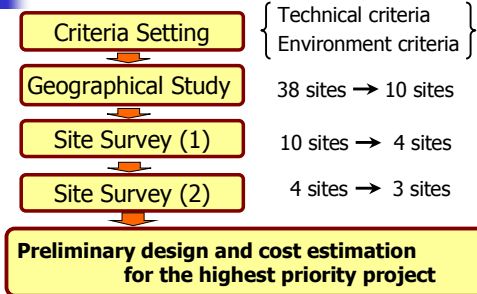 Criteria Setting
Technical criteria
Environment criteria
Geographical Study
38 sites → 10 sites
Site Survey (1)
10 sites → 4 sites
Site Survey (2)
4 sites → 3 sites
Preliminary design and cost estimation
for the highest priority project